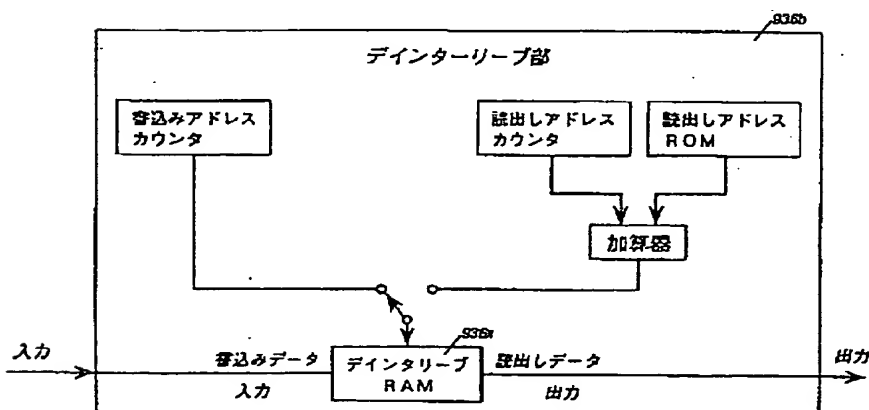 936b
デインターリーブ部
書込みアドレス
カウンタ
読出しアドレス
カウンタ
読出しアドレス
ROM
加算器
936a
入力
書込みデータ
入力
デインタリーブ
RAM
読出しデータ
出力
出力